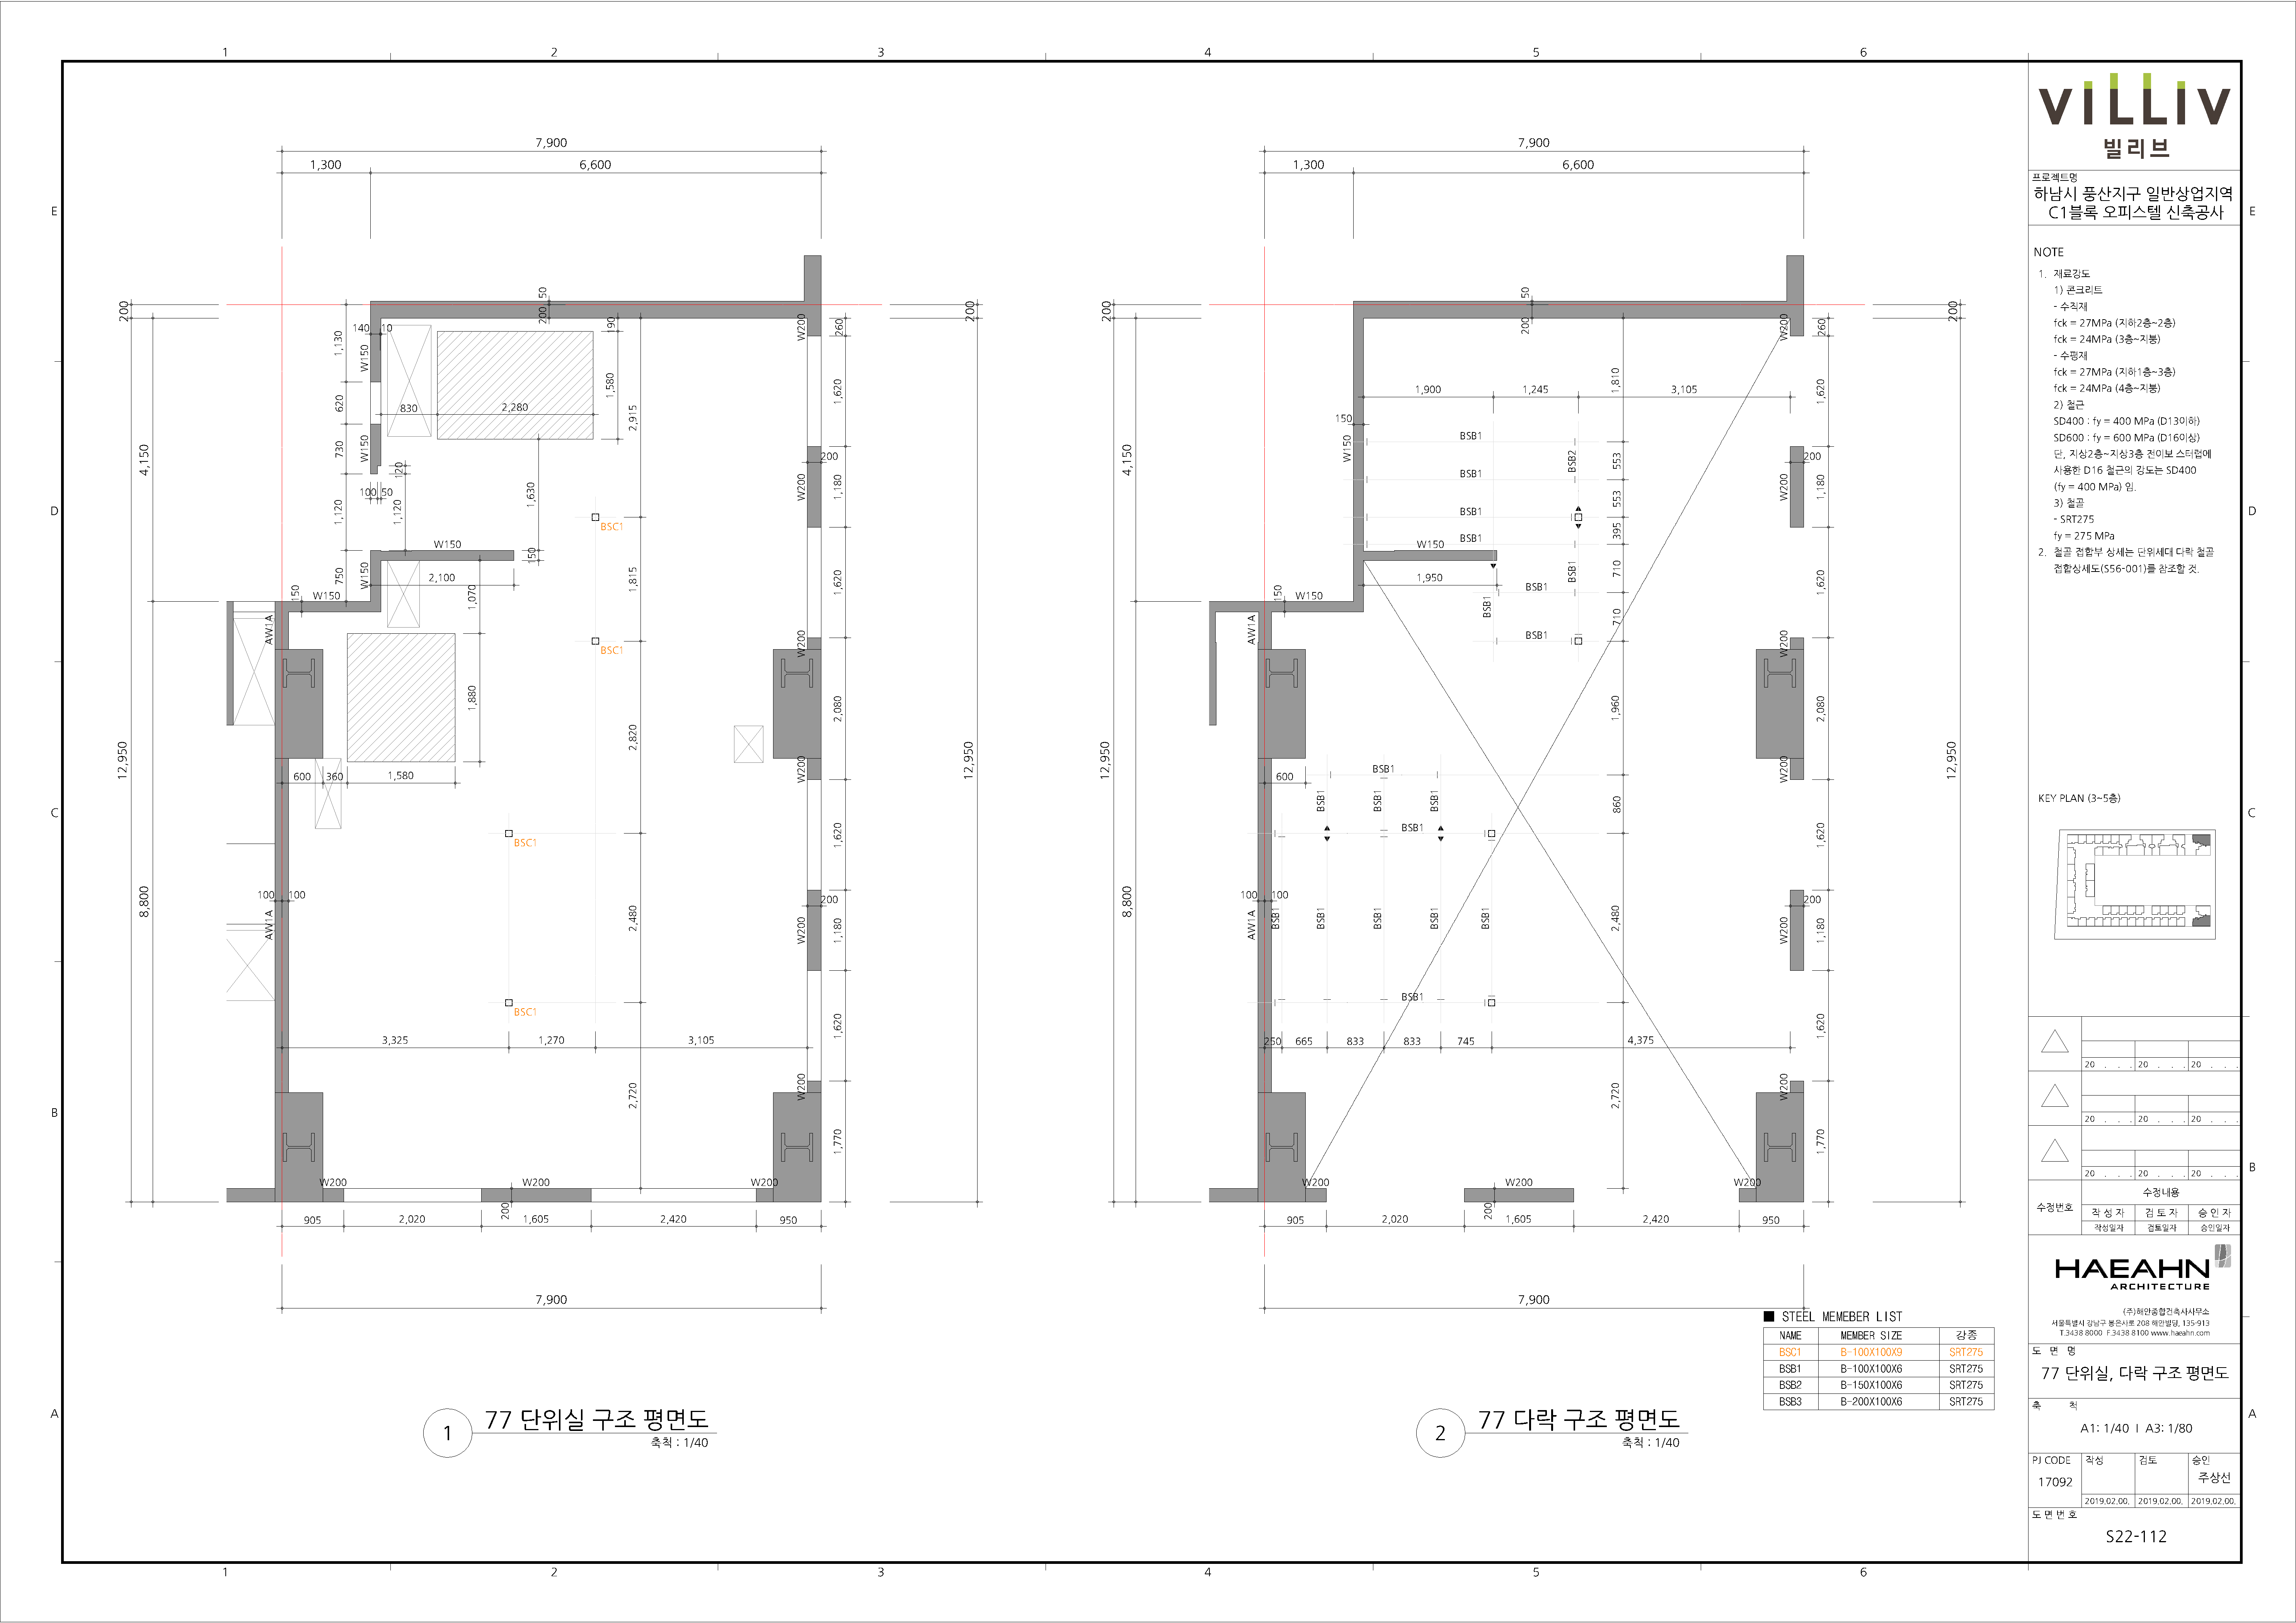 1 2 3 4 5 6
E
D
C
B
A
7,900
1,300 6,600
200
4,150
12,950
8,800
200
12,950
50
200
190
W200
260
140 10
1,130
W150
620
830 2,280
1,580
2,915
1,620
730
W150
120
200
100 50
1,120
1,120
1,630
W200
1,180
BSC1
W150
150
750
W150
2,100
1,070
1,815
1,620
150
W150
AW1A
BSC1
W200
1,880
2,820
2,080
W200
600 360 1,580
BSC1
1,620
100 100
AW1A
2,480
200
W200
1,180
BSC1
1,620
3,325 1,270 3,105
W200
2,720
1,770
W200 W200 W200
905 2,020 200 1,605 2,420 950
7,900
1
77 단위실 구조 평면도
축척 : 1/40
7,900
1,300 6,600
200
4,150
12,950
8,800
200
12,950
50
200
W200
260
1,810
1,900 1,245 3,105
1,620
150
W150
BSB1
BSB2
553
200
BSB1
553
W200
1,180
BSB1
395
BSB1
W150
1,950
BSB1
710
BSB1
1,620
150
W150
BSB1
710
AW1A
BSB1
W200
1,960
2,080
W200
BSB1
600
BSB1 BSB1 BSB1
860
BSB1
1,620
100 100
AW1A
BSB1 BSB1 BSB1 BSB1 BSB1
2,480
200
W200
1,180
BSB1
1,620
250 665 833 833 745 4,375
W200
2,720
1,770
W200 W200 W200
905 2,020 200 1,605 2,420 950
7,900
2
77 다락 구조 평면도
축척 : 1/40
■ STEEL MEMEBER LIST
NAME MEMBER SIZE 강종
BSC1 B-100X100X9 SRT275
BSB1 B-100X100X6 SRT275
BSB2 B-150X100X6 SRT275
BSB3 B-200X100X6 SRT275
VILLIV
빌리브
프로젝트명
하남시 풍산지구 일반상업지역
C1블록 오피스텔 신축공사
NOTE
1. 재료강도
1) 콘크리트
- 수직재
fck = 27MPa (지하2층~2층)
fck = 24MPa (3층~지붕)
- 수평재
fck = 27MPa (지하1층~3층)
fck = 24MPa (4층~지붕)
2) 철근
SD400 : fy = 400 MPa (D13이하)
SD600 : fy = 600 MPa (D16이상)
단, 지상2층~지상3층 전이보 스터럽에
사용한 D16 철근의 강도는 SD400
(fy = 400 MPa) 임.
3) 철골
- SRT275
fy = 275 MPa
2. 철골 접합부 상세는 단위세대 다락 철골
접합상세도(S56-001)를 참조할 것.
KEY PLAN (3~5층)
20 . . . 20 . . . 20 . . .
20 . . . 20 . . . 20 . . .
20 . . . 20 . . . 20 . . .
수정번호
수정내용
작 성 자 검 토 자 승 인 자
작성일자 검토일자 승인일자
HAEAHN
ARCHITECTURE
(주)해안종합건축사사무소
서울특별시 강남구 봉은사로 208 해안빌딩, 135-913
T.3438 8000 F.3438 8100 www.haeahn.com
도 면 명
77 단위실, 다락 구조 평면도
축 척
A1: 1/40 I A3: 1/80
PJ CODE 작성 검토 승인
17092 주상선
2019.02.00. 2019.02.00. 2019.02.00.
도 면 번 호
S22-112
E
D
C
B
A
1 2 3 4 5 6